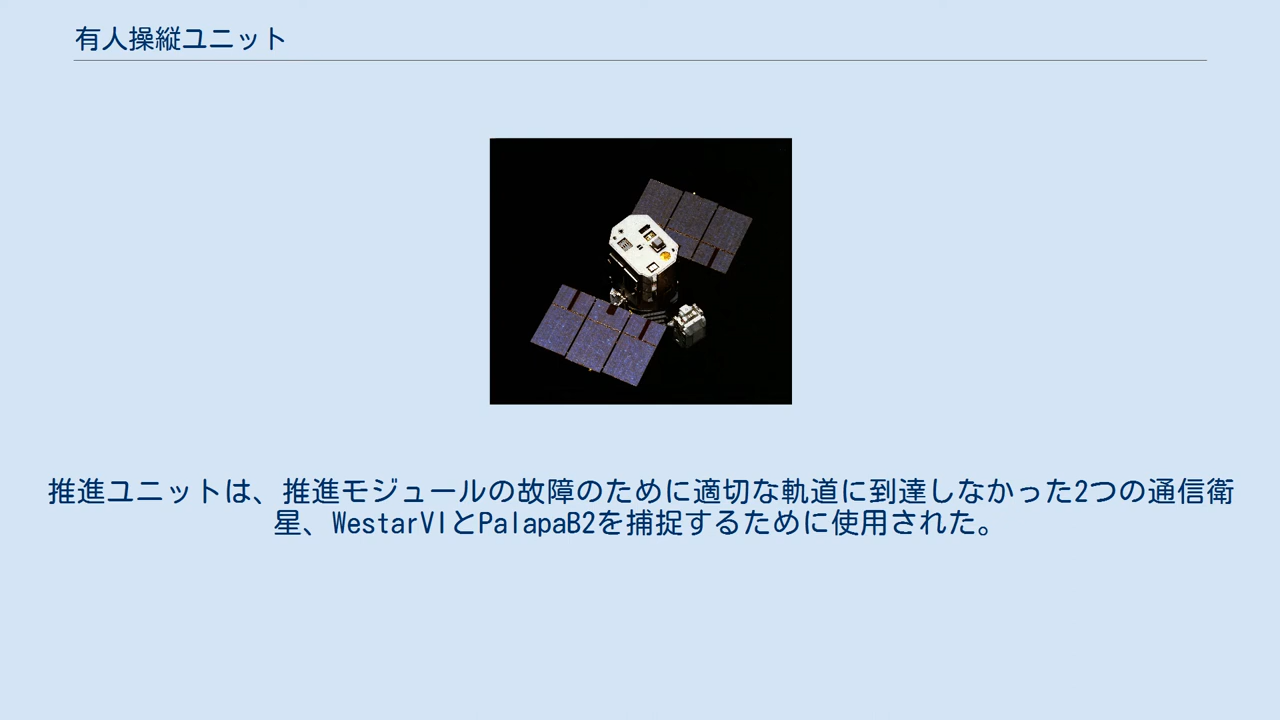 有人操縦ユニット
推進ユニットは、推進モジュールの故障のために適切な軌道に到達しなかった2つの通信衛
星、WestarVIとPalapaB2を捕捉するために使用された。